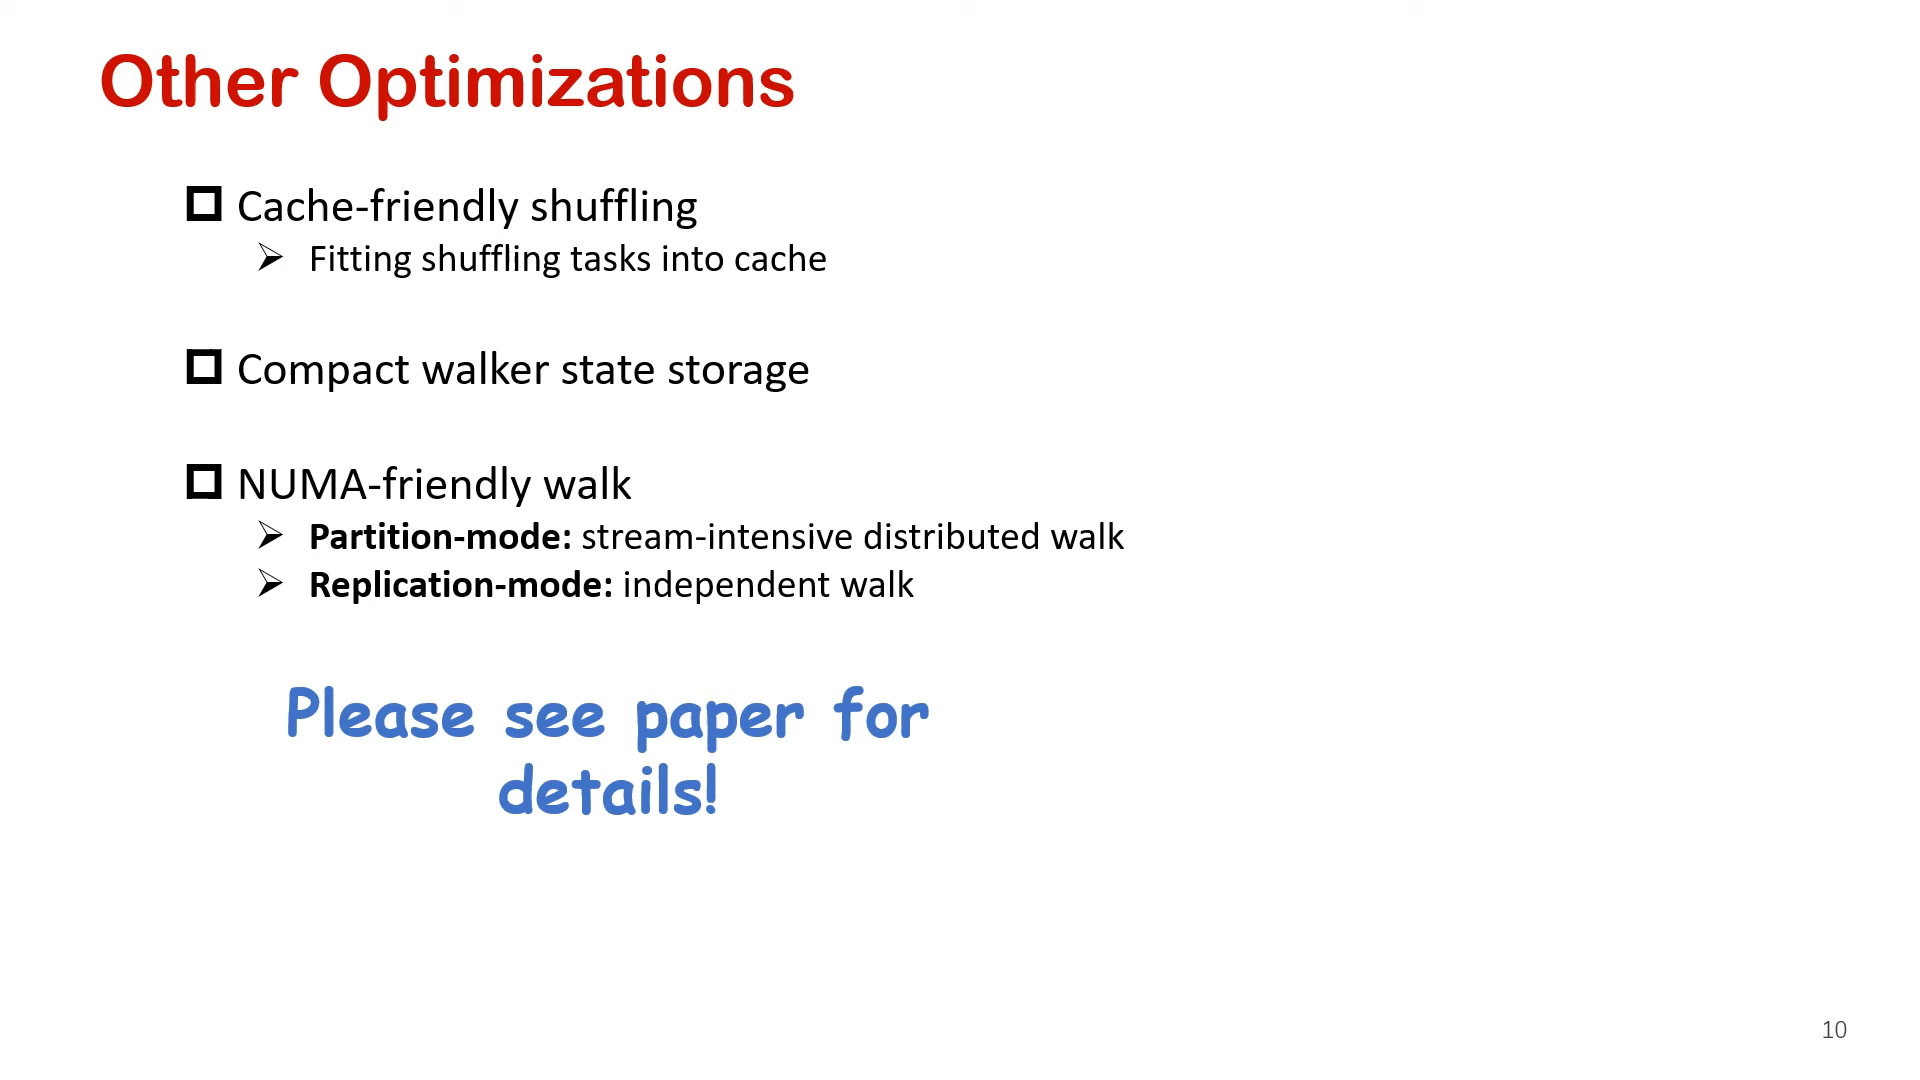 Other Optimizations
Cache-friendly shuffling
Fitting shuffling tasks into cache
Compact walker state storage
NUMA-friendly walk
Partition-mode: stream-intensive distributed walk
Replication-mode: independent walk
Please see paper for
details!
10